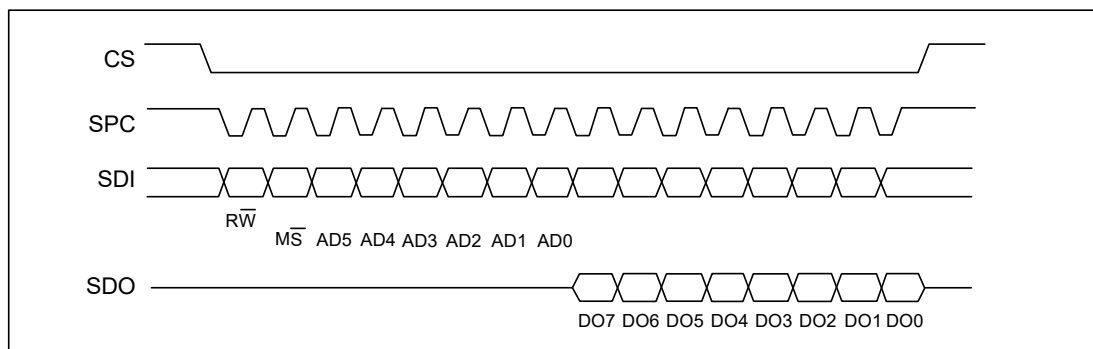 CS
SPC
SDI
RW̅
MS̅ AD5 AD4 AD3 AD2 AD1 AD0
SDO
DO7 DO6 DO5 DO4 DO3 DO2 DO1 DO0